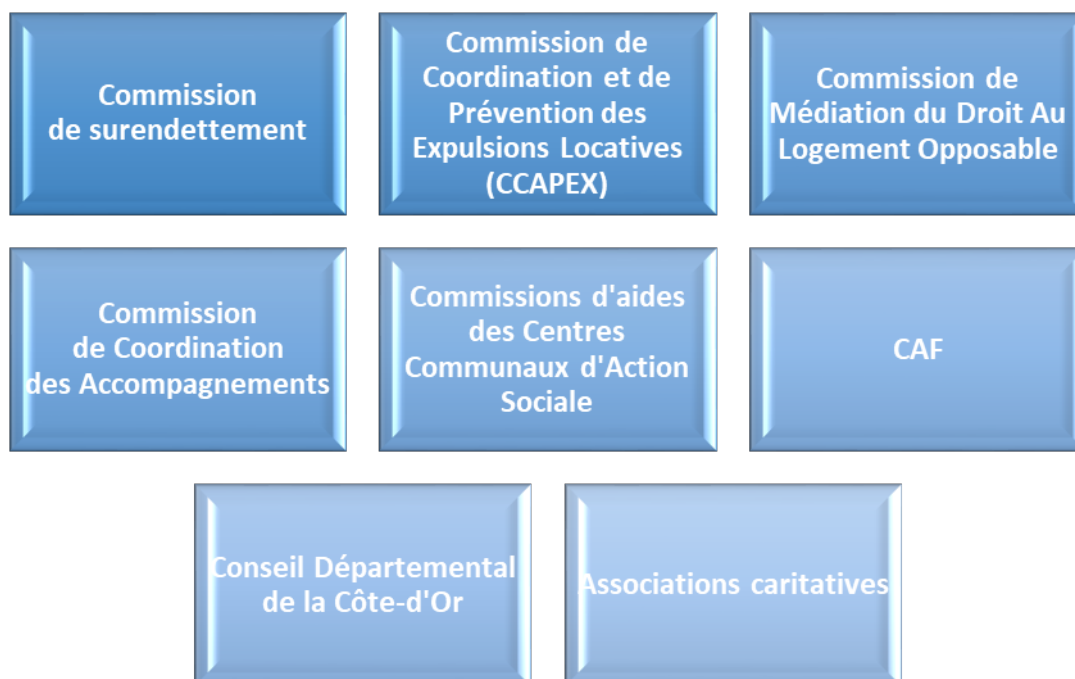 Commission
de surendettement
Commission de
Coordination et de
Prévention des
Expulsions Locatives
(CCAPEX)
Commission de
Médiation du Droit Au
Logement Opposable
Commission
de Coordination
des Accompagnements
Commissions d'aides
des Centres
Communaux d'Action
Sociale
CAF
Conseil Départemental
de la Côte-d'Or
Associations caritatives